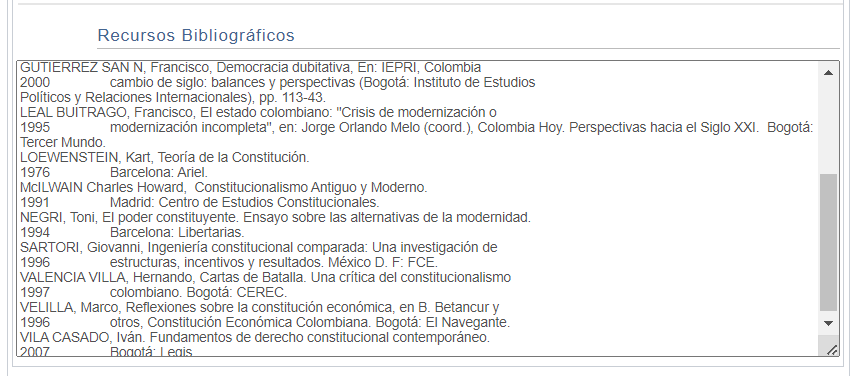 Recursos Bibliográficos
GUTIERREZ SAN N, Francisco, Democracia dubitativa, En: IEPRI, Colombia
2000 cambio de siglo: balances y perspectivas (Bogotá: Instituto de Estudios
Políticos y Relaciones Internacionales), pp. 113-43.
LEAL BUITRAGO, Francisco, El estado colombiano: "Crisis de modernización o
1995 modernización incompleta", en: Jorge Orlando Melo (coord.), Colombia Hoy. Perspectivas hacia el Siglo XXI. Bogotá:
Tercer Mundo.
LOEWENSTEIN, Kart, Teoría de la Constitución.
1976 Barcelona: Ariel.
McILWAIN Charles Howard, Constitucionalismo Antiguo y Moderno.
1991 Madrid: Centro de Estudios Constitucionales.
NEGRI, Toni, El poder constituyente. Ensayo sobre las alternativas de la modernidad.
1994 Barcelona: Libertarias.
SARTORI, Giovanni, Ingeniería constitucional comparada: Una investigación de
1996 estructuras, incentivos y resultados. México D. F: FCE.
VALENCIA VILLA, Hernando, Cartas de Batalla. Una crítica del constitucionalismo
1997 colombiano. Bogotá: CEREC.
VELILLA, Marco, Reflexiones sobre la constitución económica, en B. Betancur y
1996 otros, Constitución Económica Colombiana. Bogotá: El Navegante.
VILA CASADO, Iván. Fundamentos de derecho constitucional contemporáneo.
2007 Bogotá: Legis